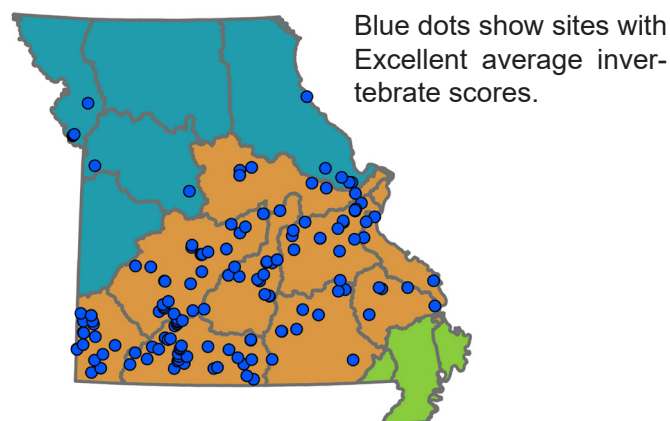 Blue dots show sites with
Excellent average inver-
tebrate scores.